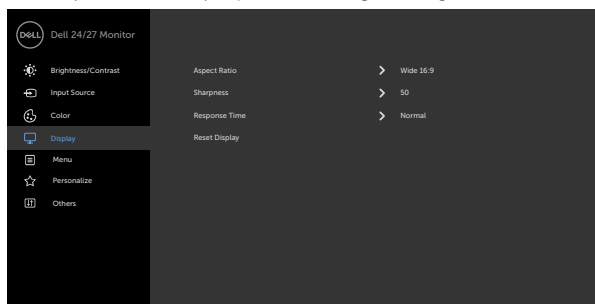 DELL Dell 24/27 Monitor
Brightness/Contrast
Input Source
Color
Display
Menu
Personalize
Others
Aspect Ratio Wide 16:9
Sharpness 50
Response Time Normal
Reset Display